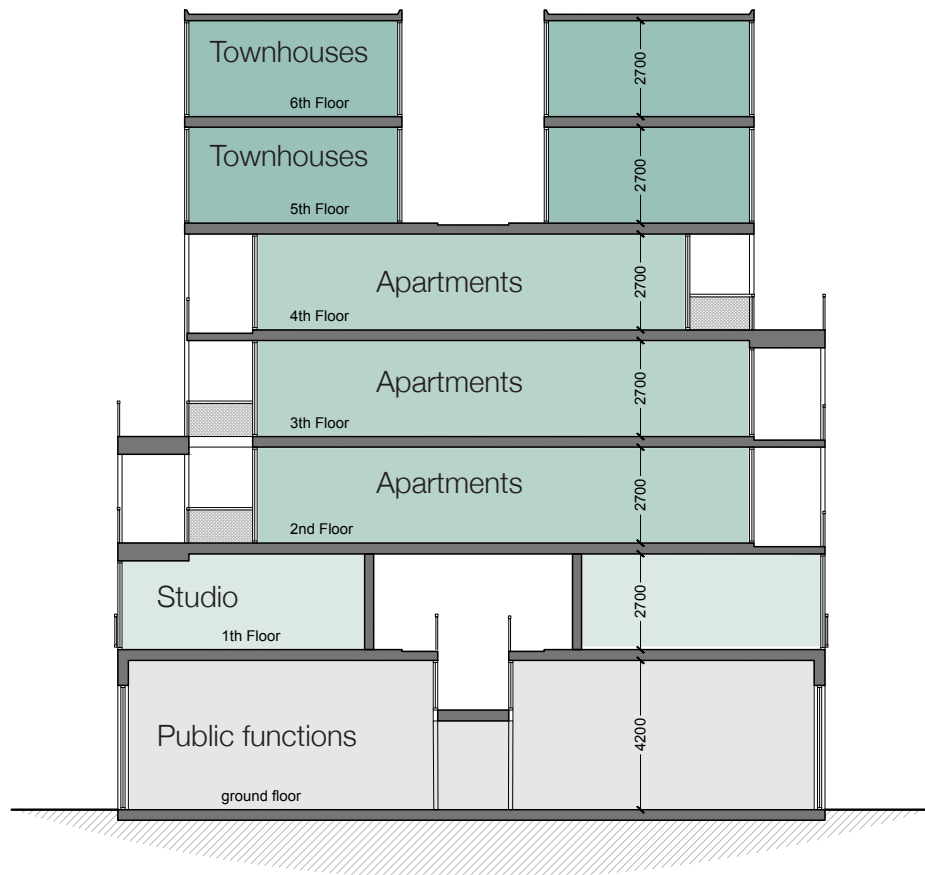 Townhouses
6th Floor
2700
Townhouses
5th Floor
2700
Apartments
4th Floor
2700
Apartments
3th Floor
2700
Apartments
2nd Floor
2700
Studio
1th Floor
2700
Public functions
ground floor
4200